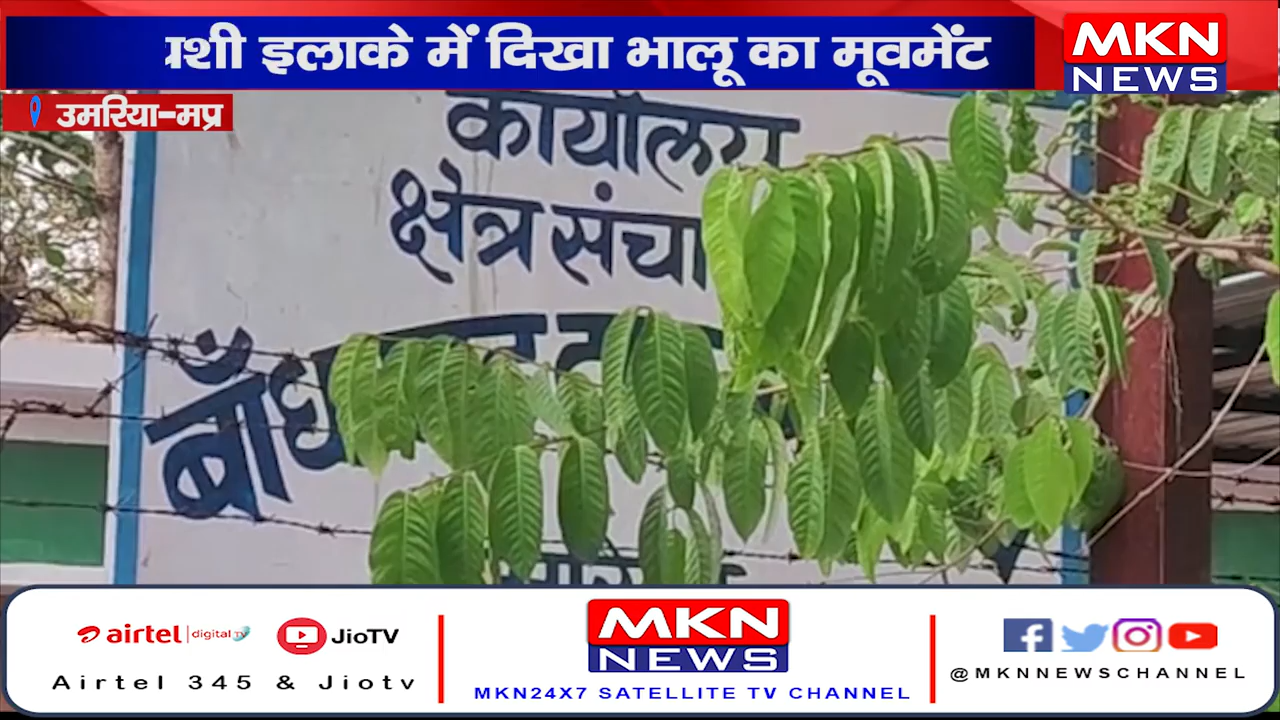 इलाके में दिखा भालू का मूवमेंट
MKN
NEWS
उमरिया-मप्र
कार्यालय
क्षेत्र
airtel digital TV
JioTV
Airtel 345 & Jiotv
MKN
NEWS
MKN24X7 SATELLITE TV CHANNEL
@MKNNEWSCHANNEL